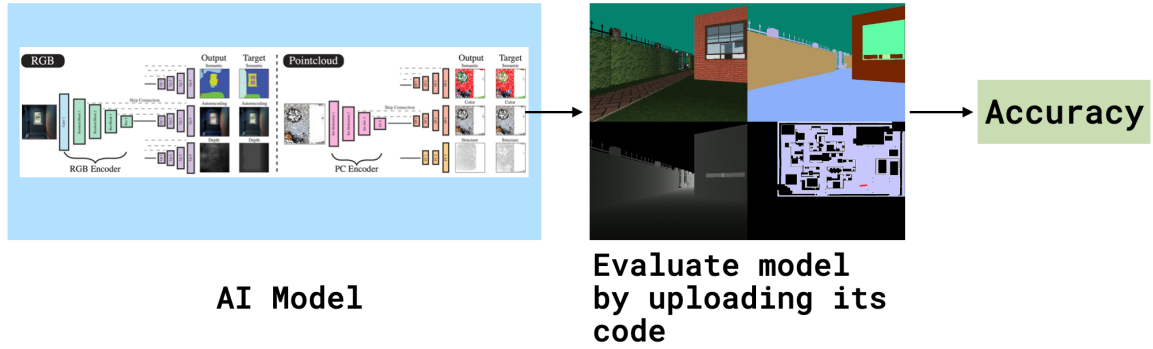 RGB
Output
Target
Semantic
Semantic
Skip Connection
Autoencoding
Autoencoding
Depth
Depth
RGB Encoder
Pointcloud
Output
Target
Semantic
Semantic
Skip Connection
Color
Color
Structure
Structure
PC Encoder
AI Model
Evaluate model
by uploading its
code
Accuracy